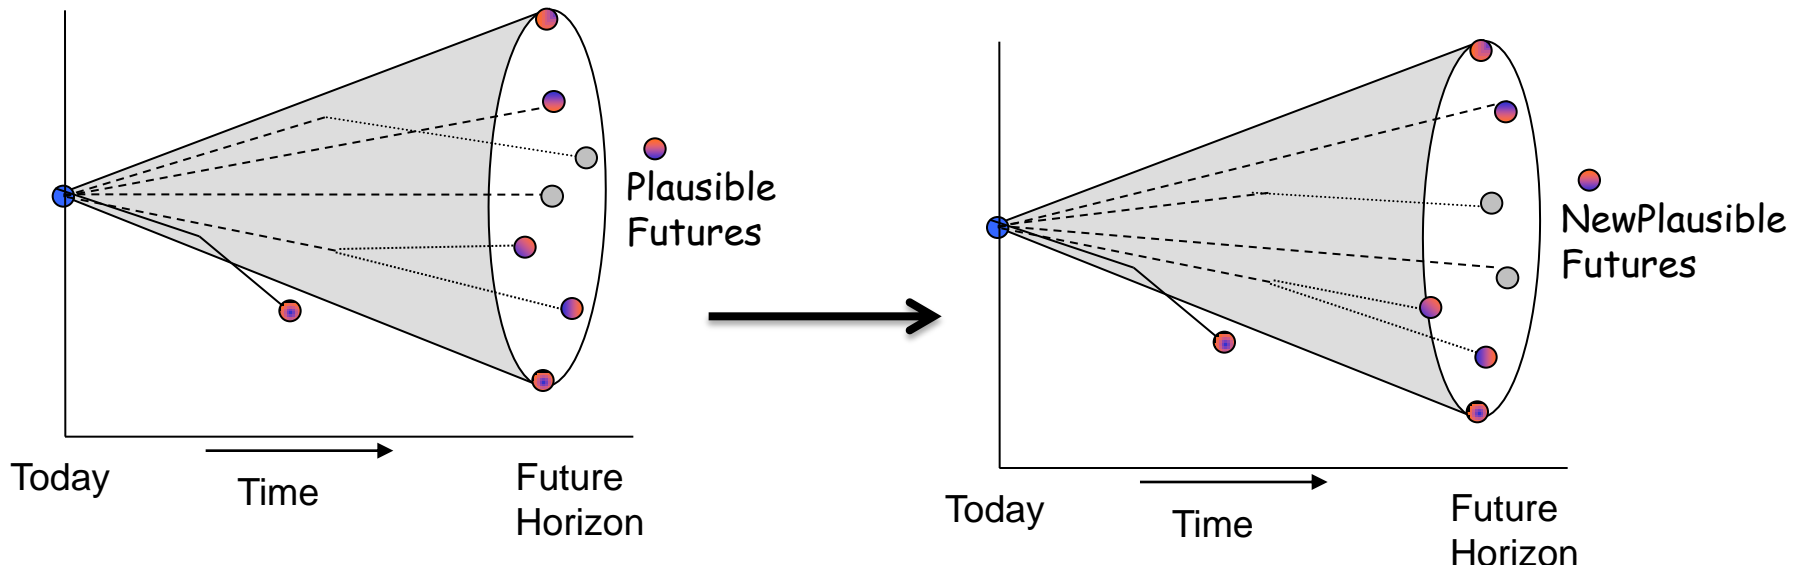 Plausible
Futures
Today
Time
Future
Horizon
NewPlausible
Futures
Today
Time
Future
Horizon